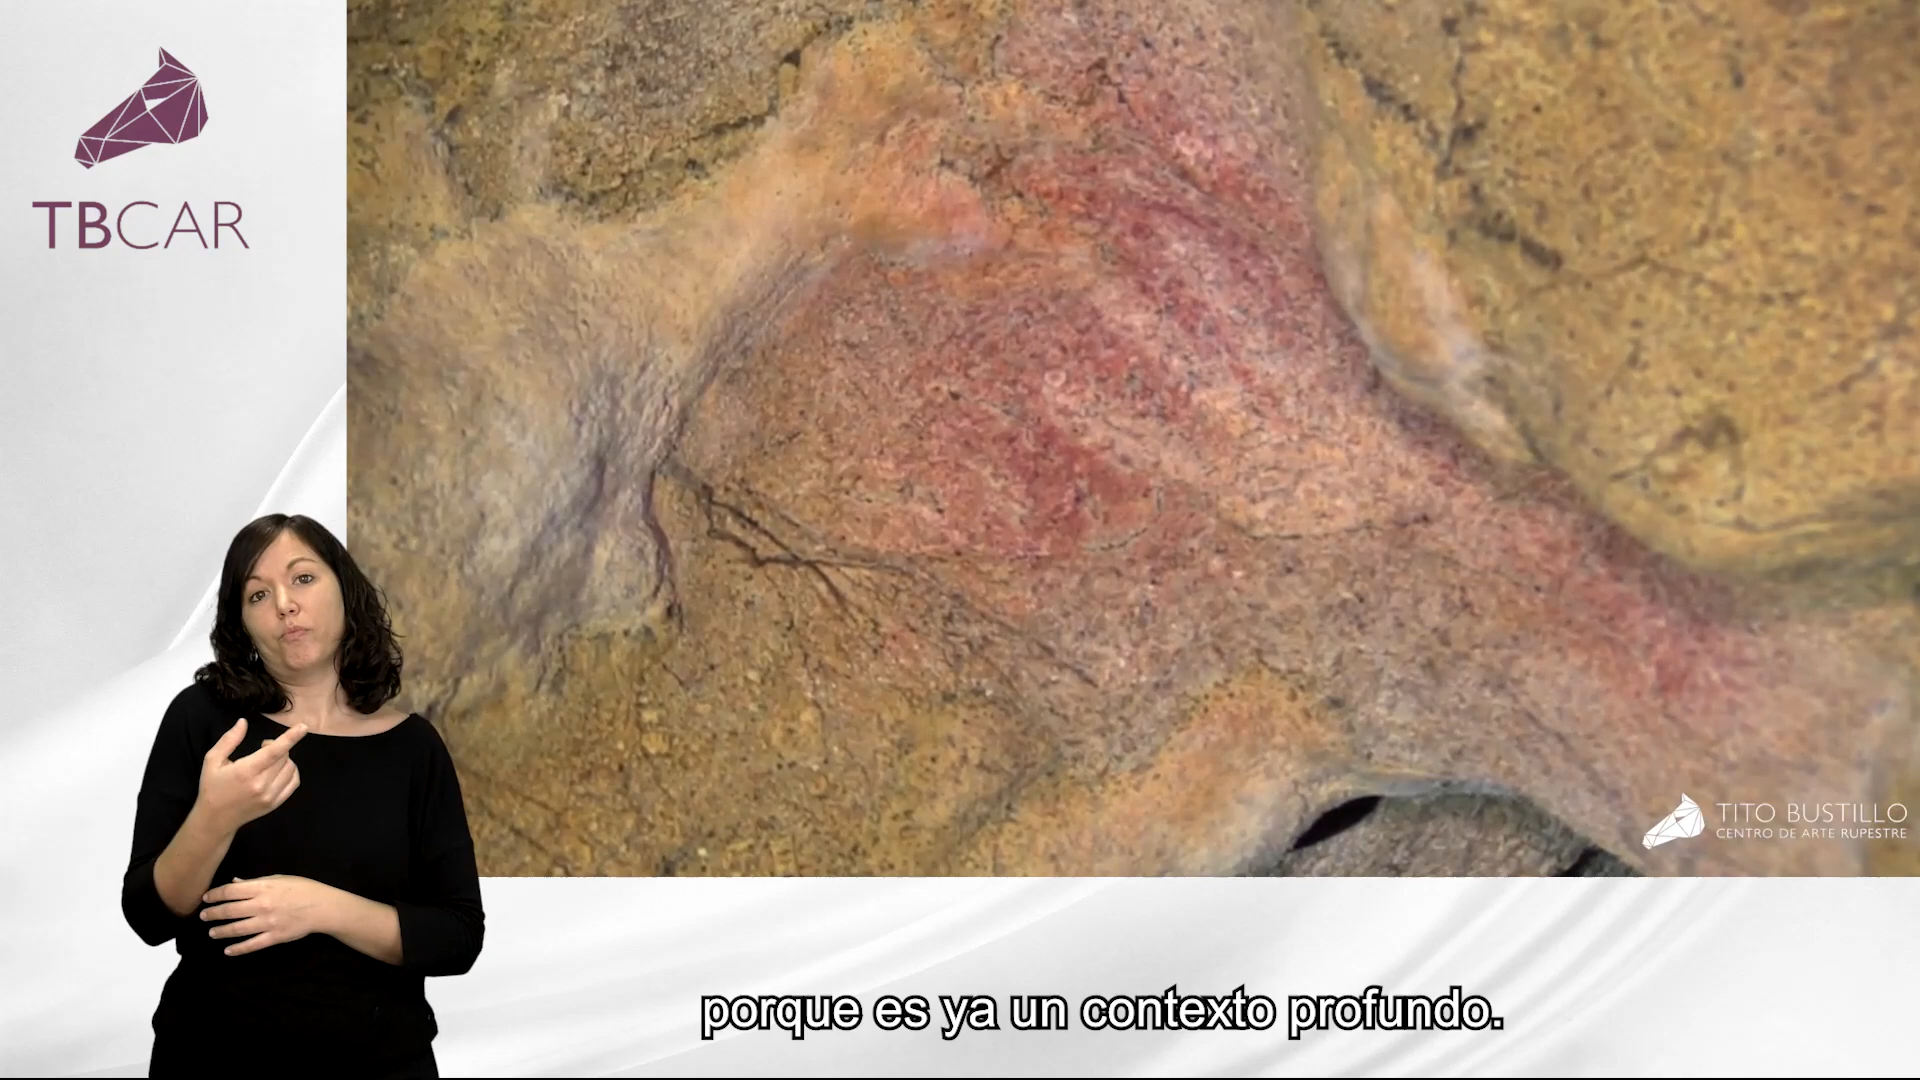 TBCAR
TITO BUSTILLO
CENTRO DE ARTE RUPESTRE
porque es ya un contexto profundo.